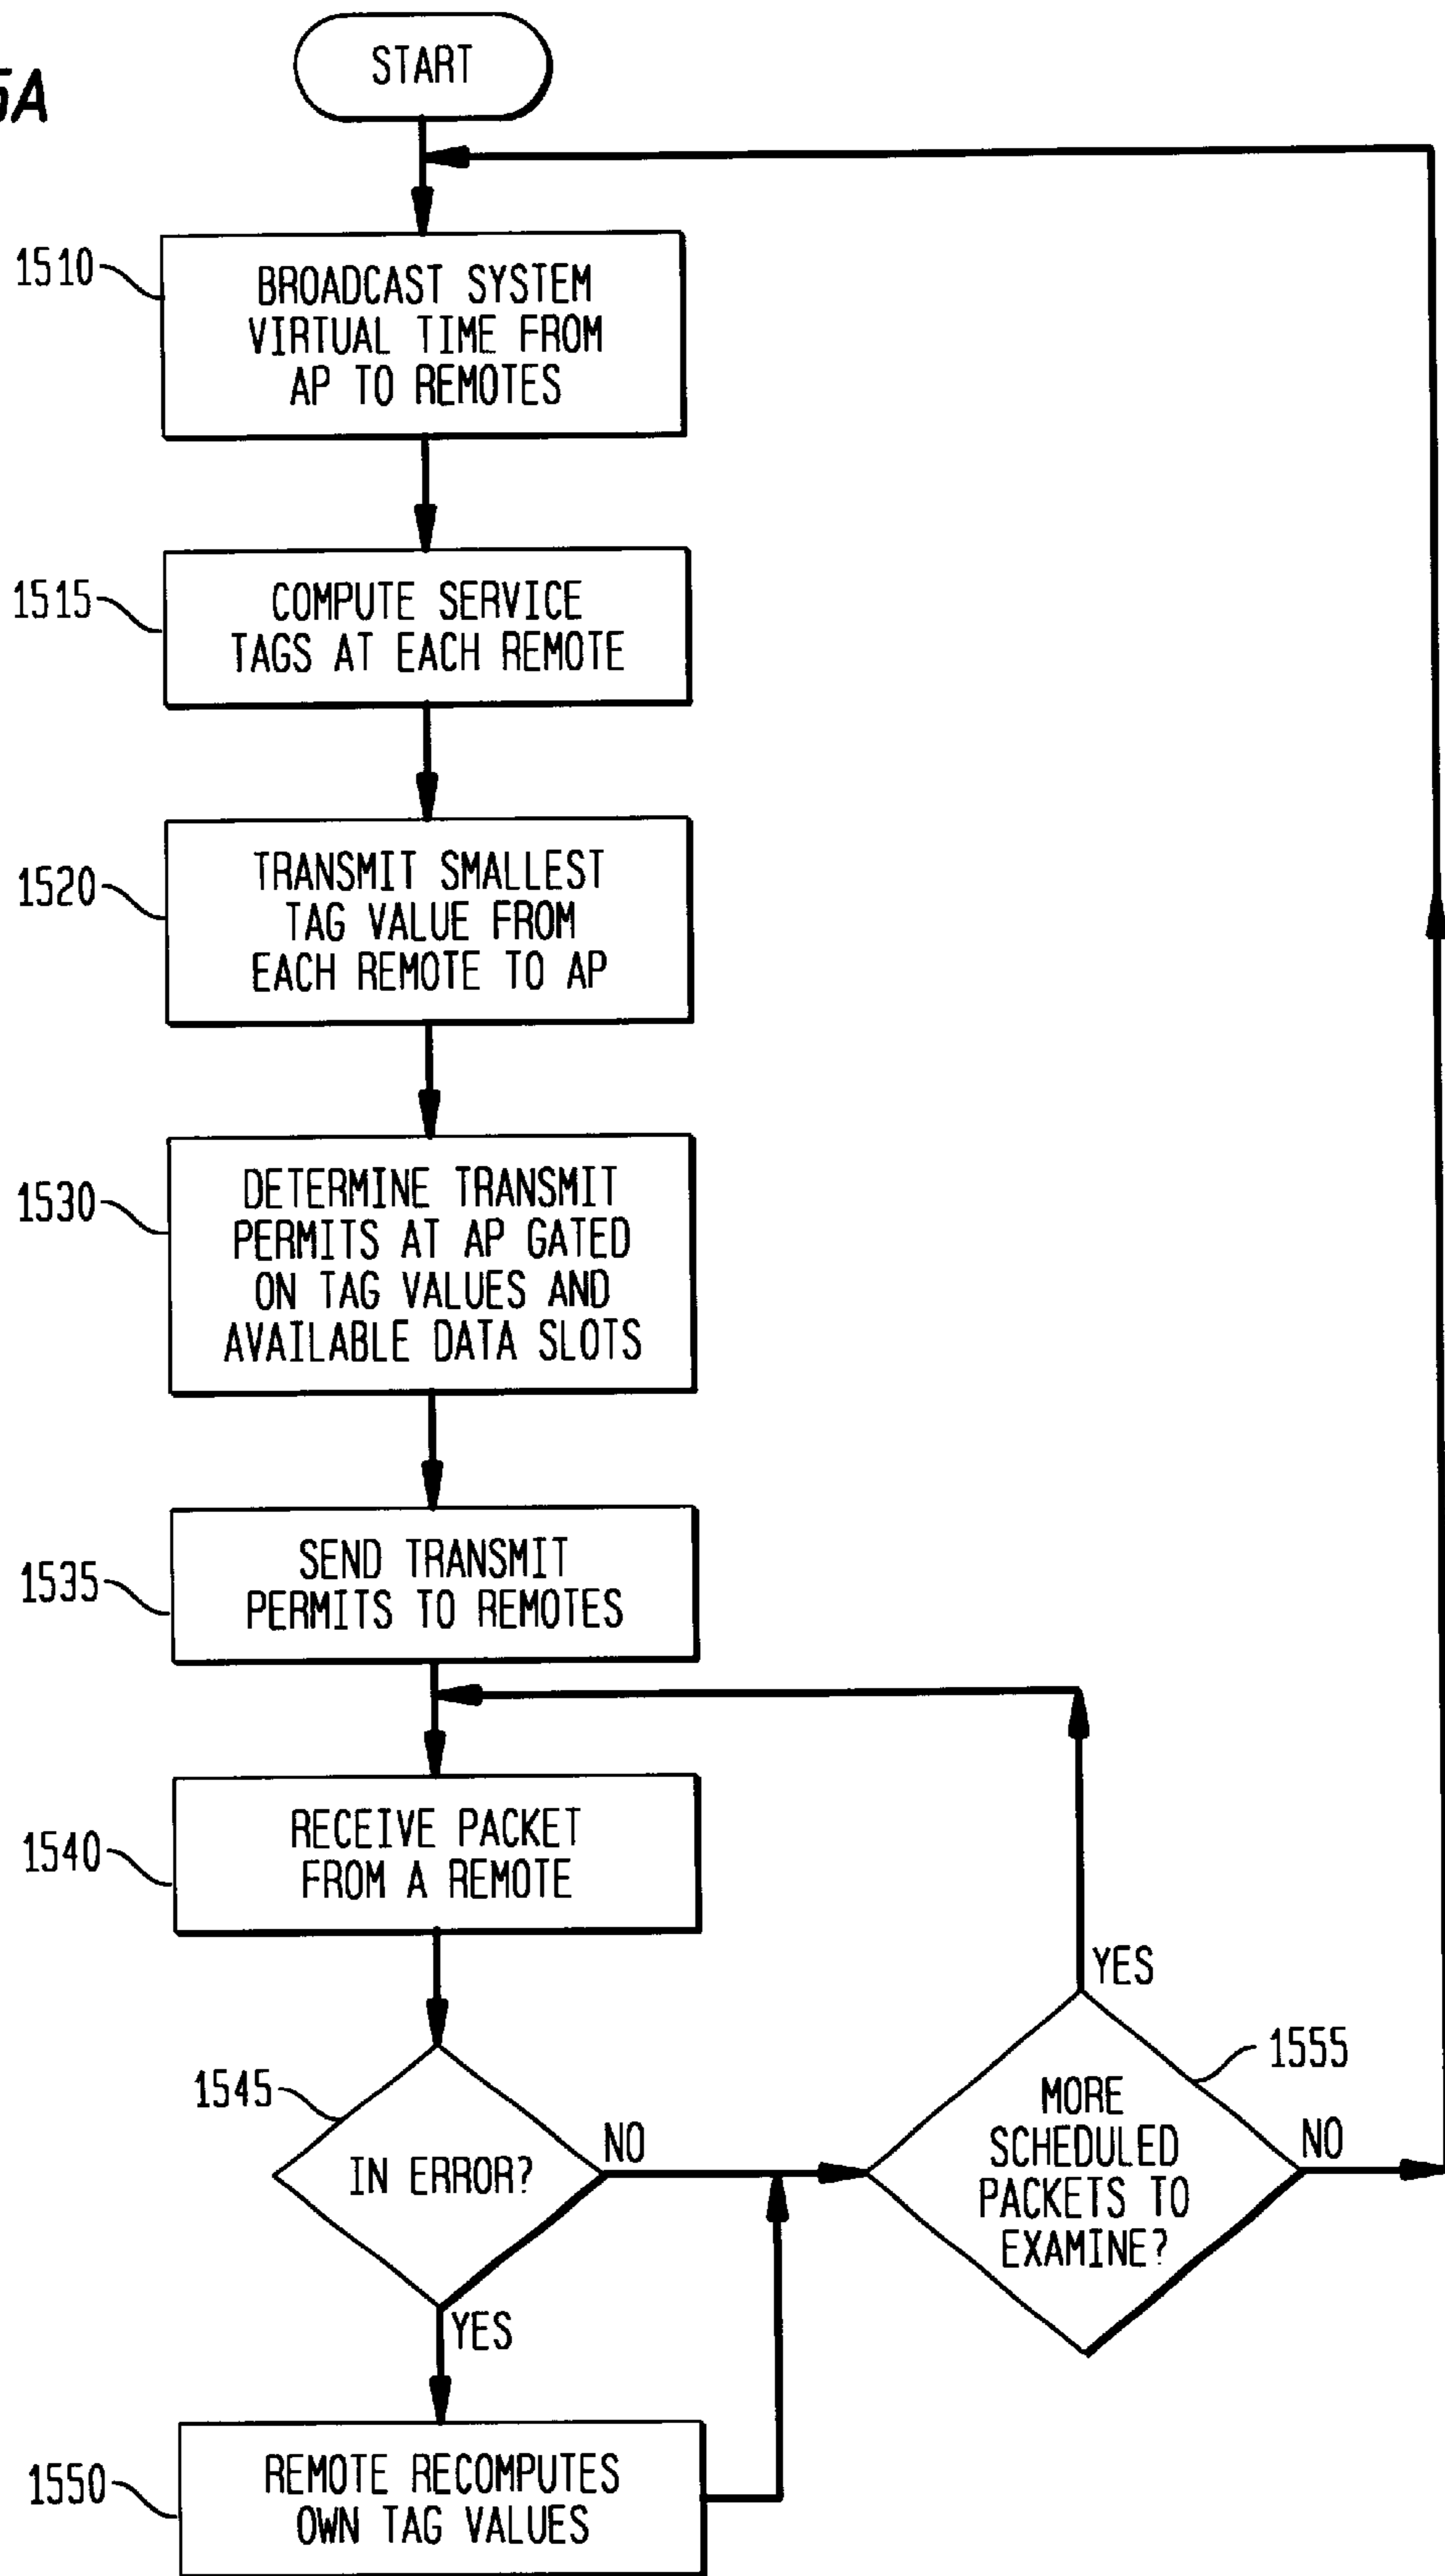 5A
START
1510
BROADCAST SYSTEM
VIRTUAL TIME FROM
AP TO REMOTES
1515
COMPUTE SERVICE
TAGS AT EACH REMOTE
1520
TRANSMIT SMALLEST
TAG VALUE FROM
EACH REMOTE TO AP
1530
DETERMINE TRANSMIT
PERMITS AT AP GATED
ON TAG VALUES AND
AVAILABLE DATA SLOTS
1535
SEND TRANSMIT
PERMITS TO REMOTES
1540
RECEIVE PACKET
FROM A REMOTE
1545
IN ERROR?
NO
YES
1550
REMOTE RECOMPUTES
OWN TAG VALUES
1555
MORE
SCHEDULED
PACKETS TO
EXAMINE?
YES
NO